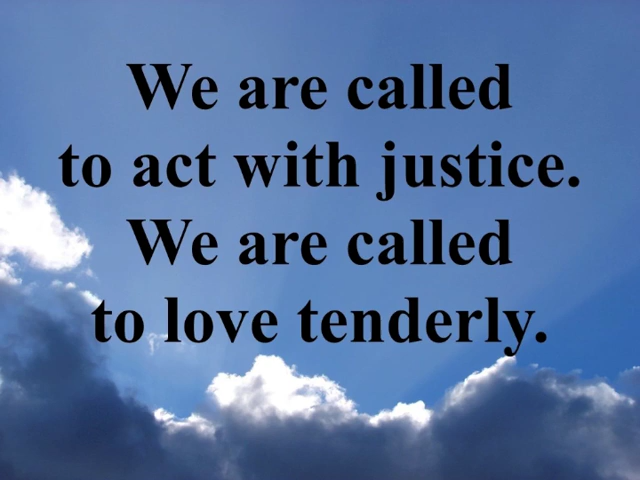 We are called
to act with justice.
We are called
to love tenderly.